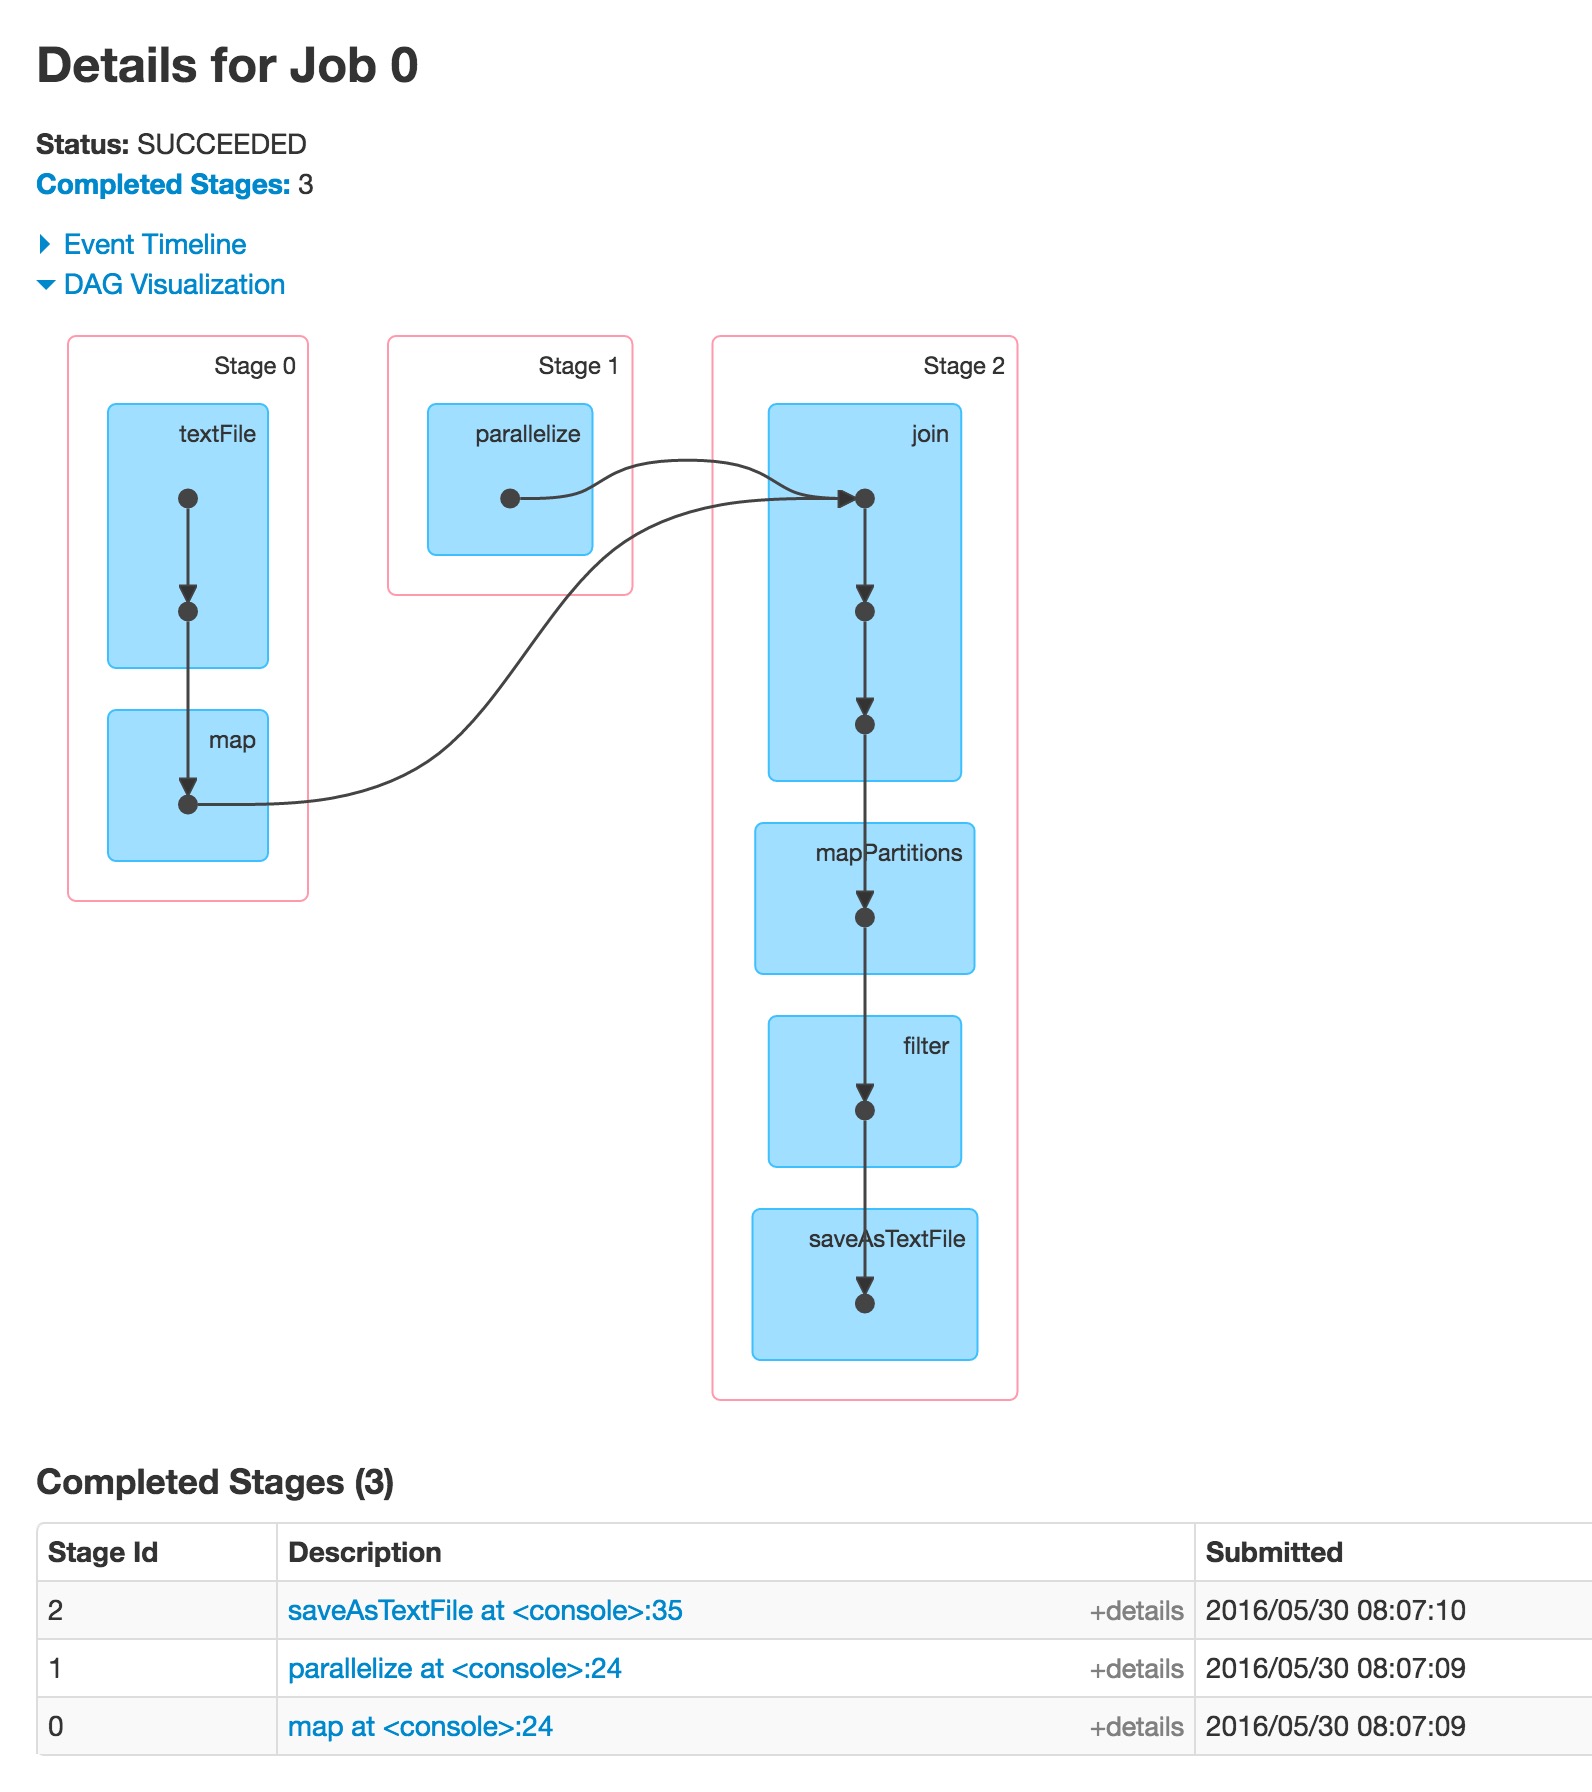 Details for Job 0
Status: SUCCEEDED
Completed Stages: 3
Event Timeline
DAG Visualization
Stage 0
Stage 1
Stage 2
textFile
parallelize
join
map
mapPartitions
filter
saveAsTextFile
Completed Stages (3)
Stage Id Description Submitted
2 saveAsTextFile at <console>:35 +details 2016/05/30 08:07:10
1 parallelize at <console>:24 +details 2016/05/30 08:07:09
0 map at <console>:24 +details 2016/05/30 08:07:09